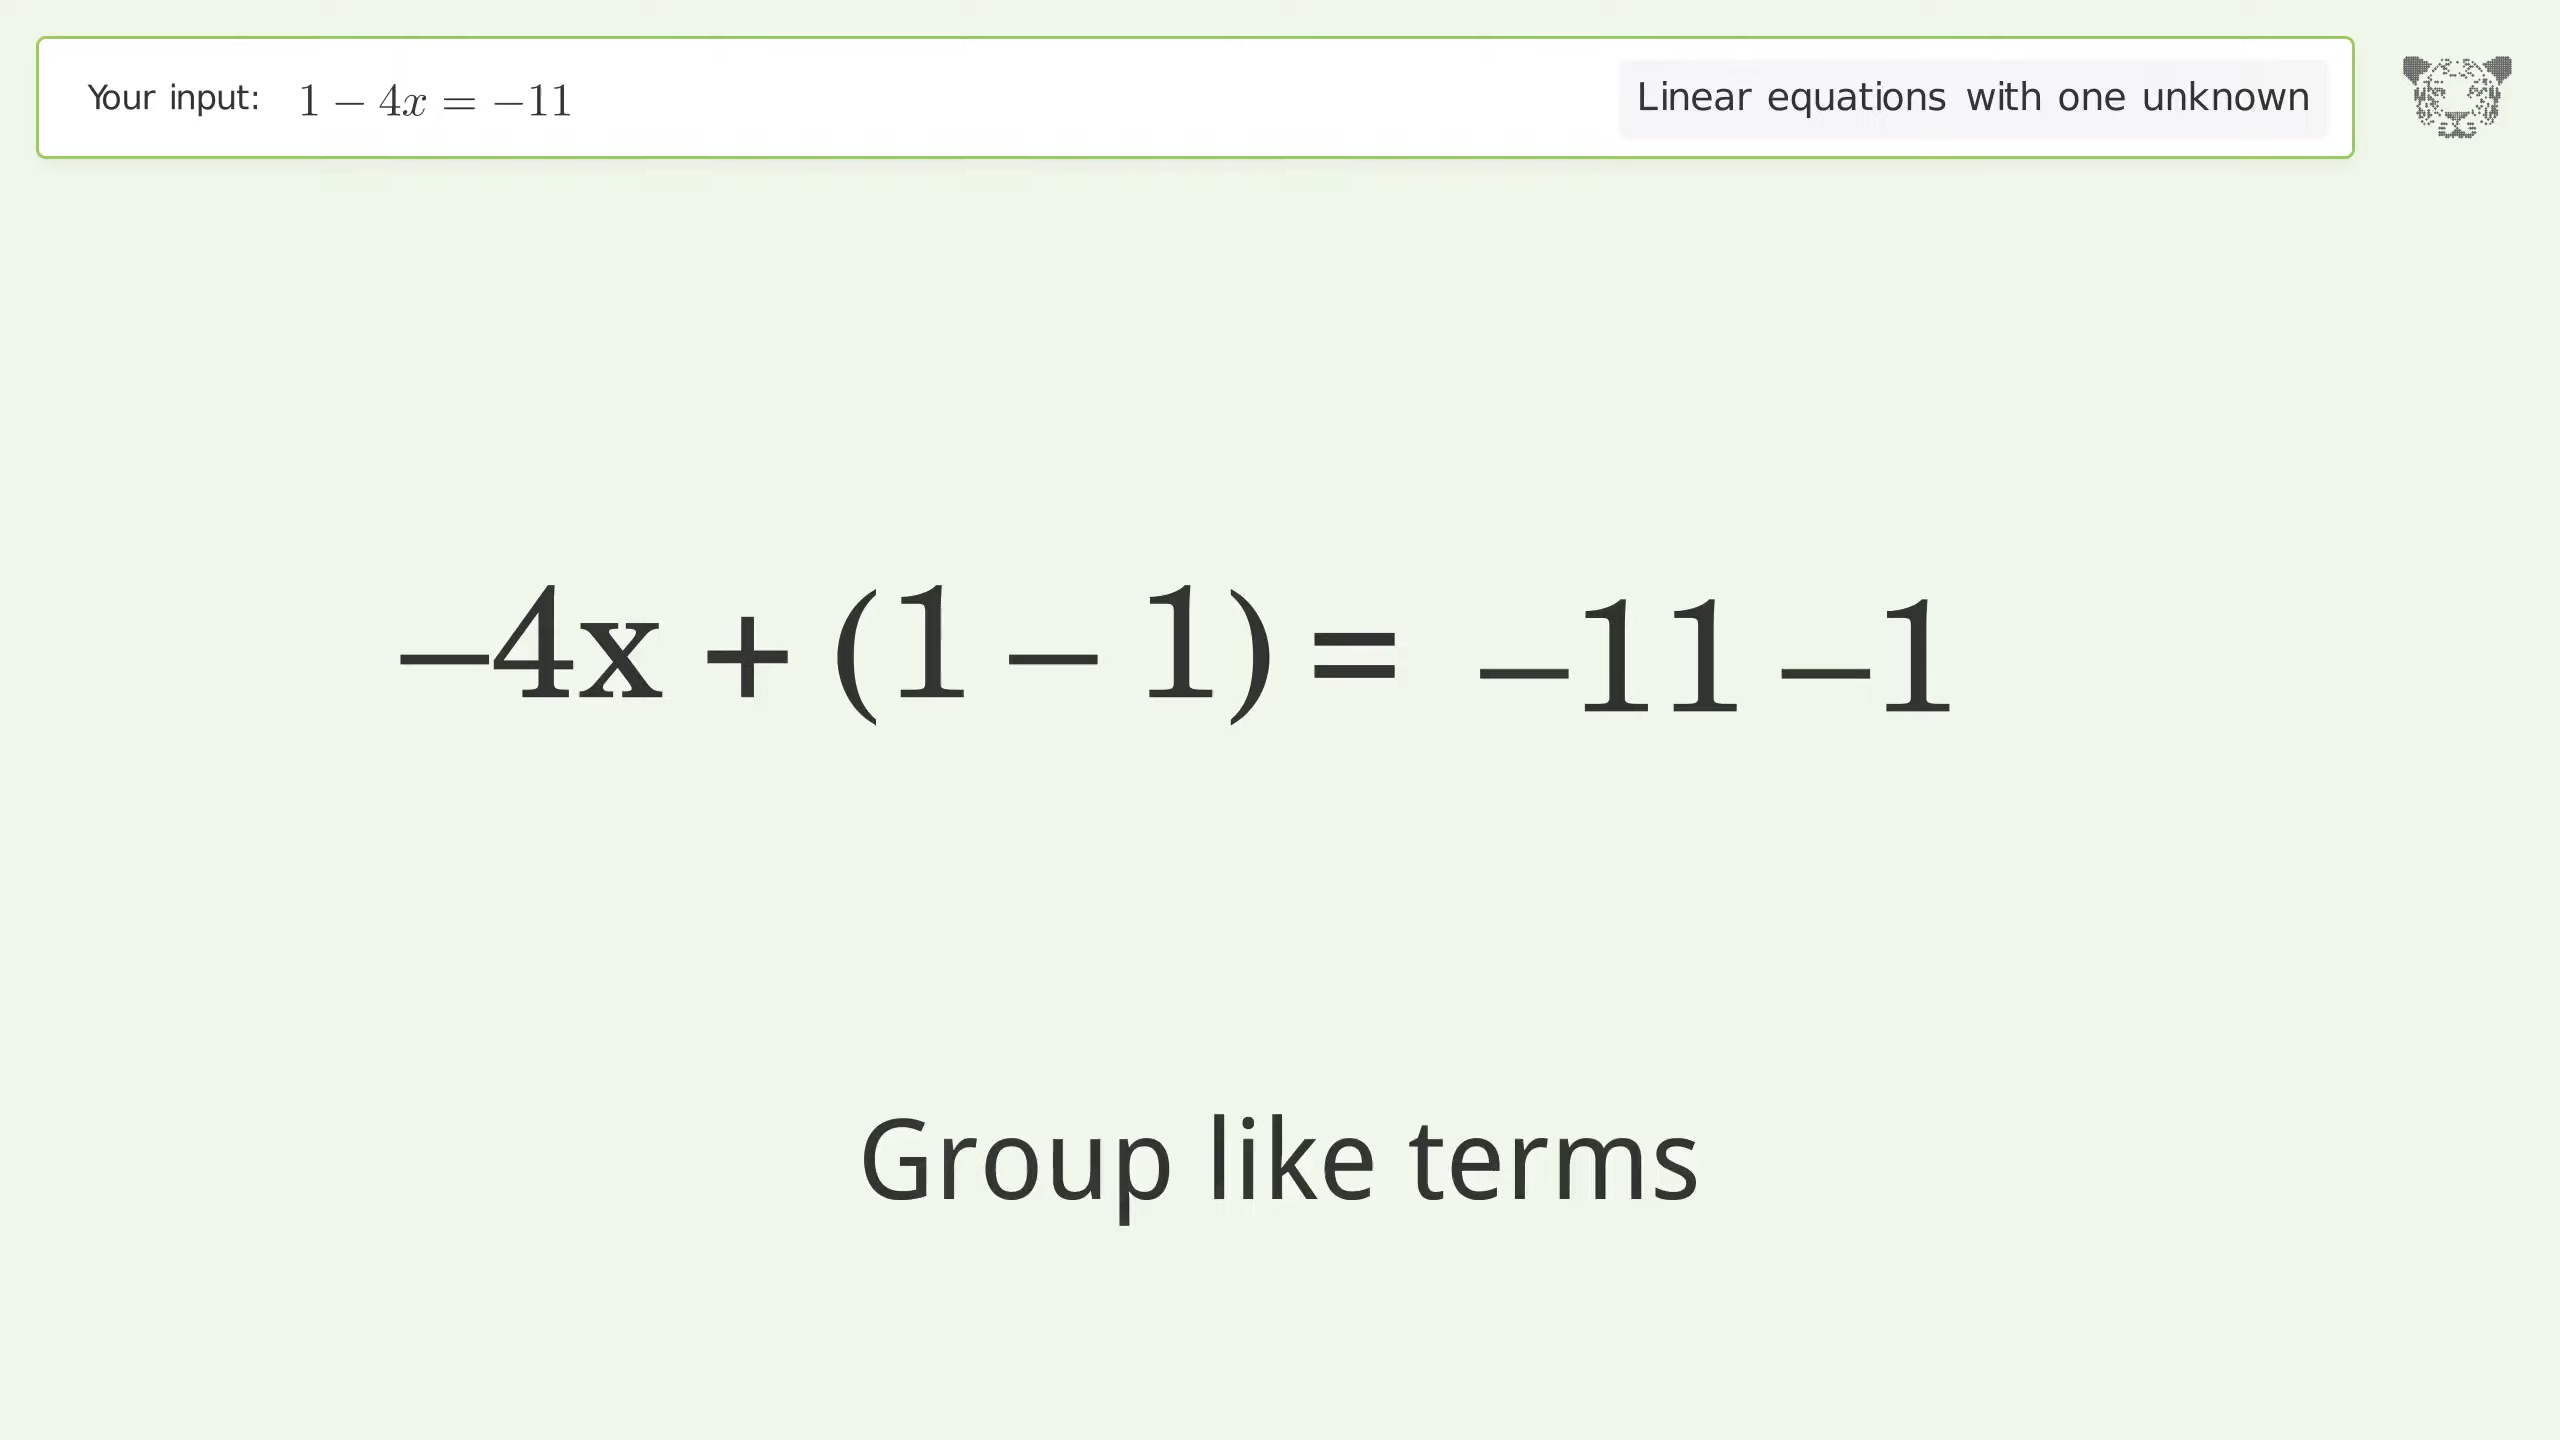 Your input: 1 − 4x = −11
Linear equations with one unknown
−4x + (1 − 1) = −11 −1
Group like terms